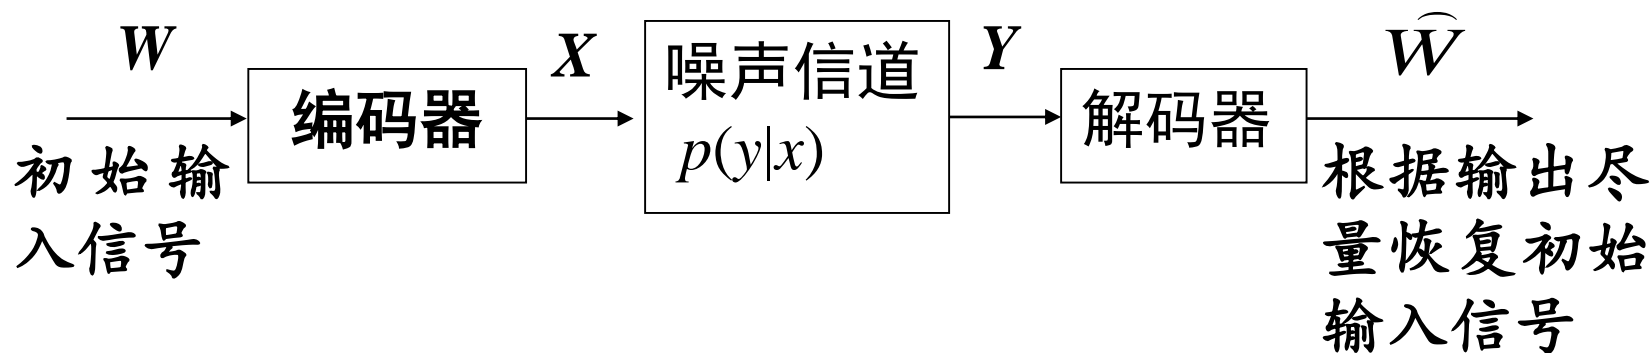 W
初始输
入信号
编码器
X
噪声信道
p(y|x)
Y
解码器
Ŵ
根据输出尽
量恢复初始
输入信号